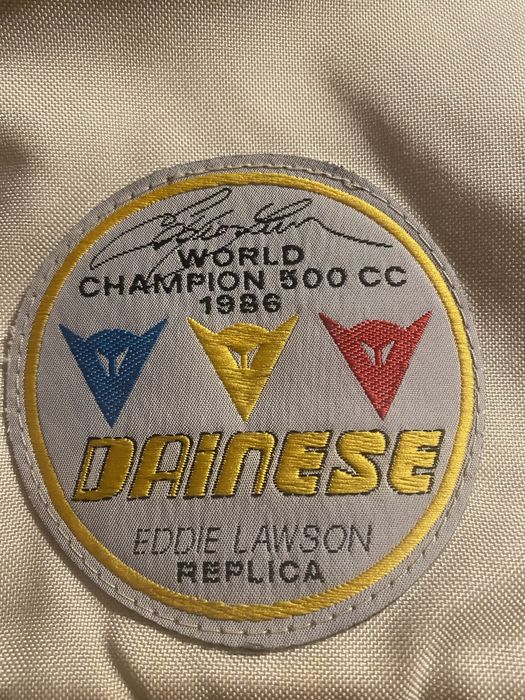 WORLD
CHAMPION 500 CC
1986
DAINESE
EDDIE LAWSON
REPLICA